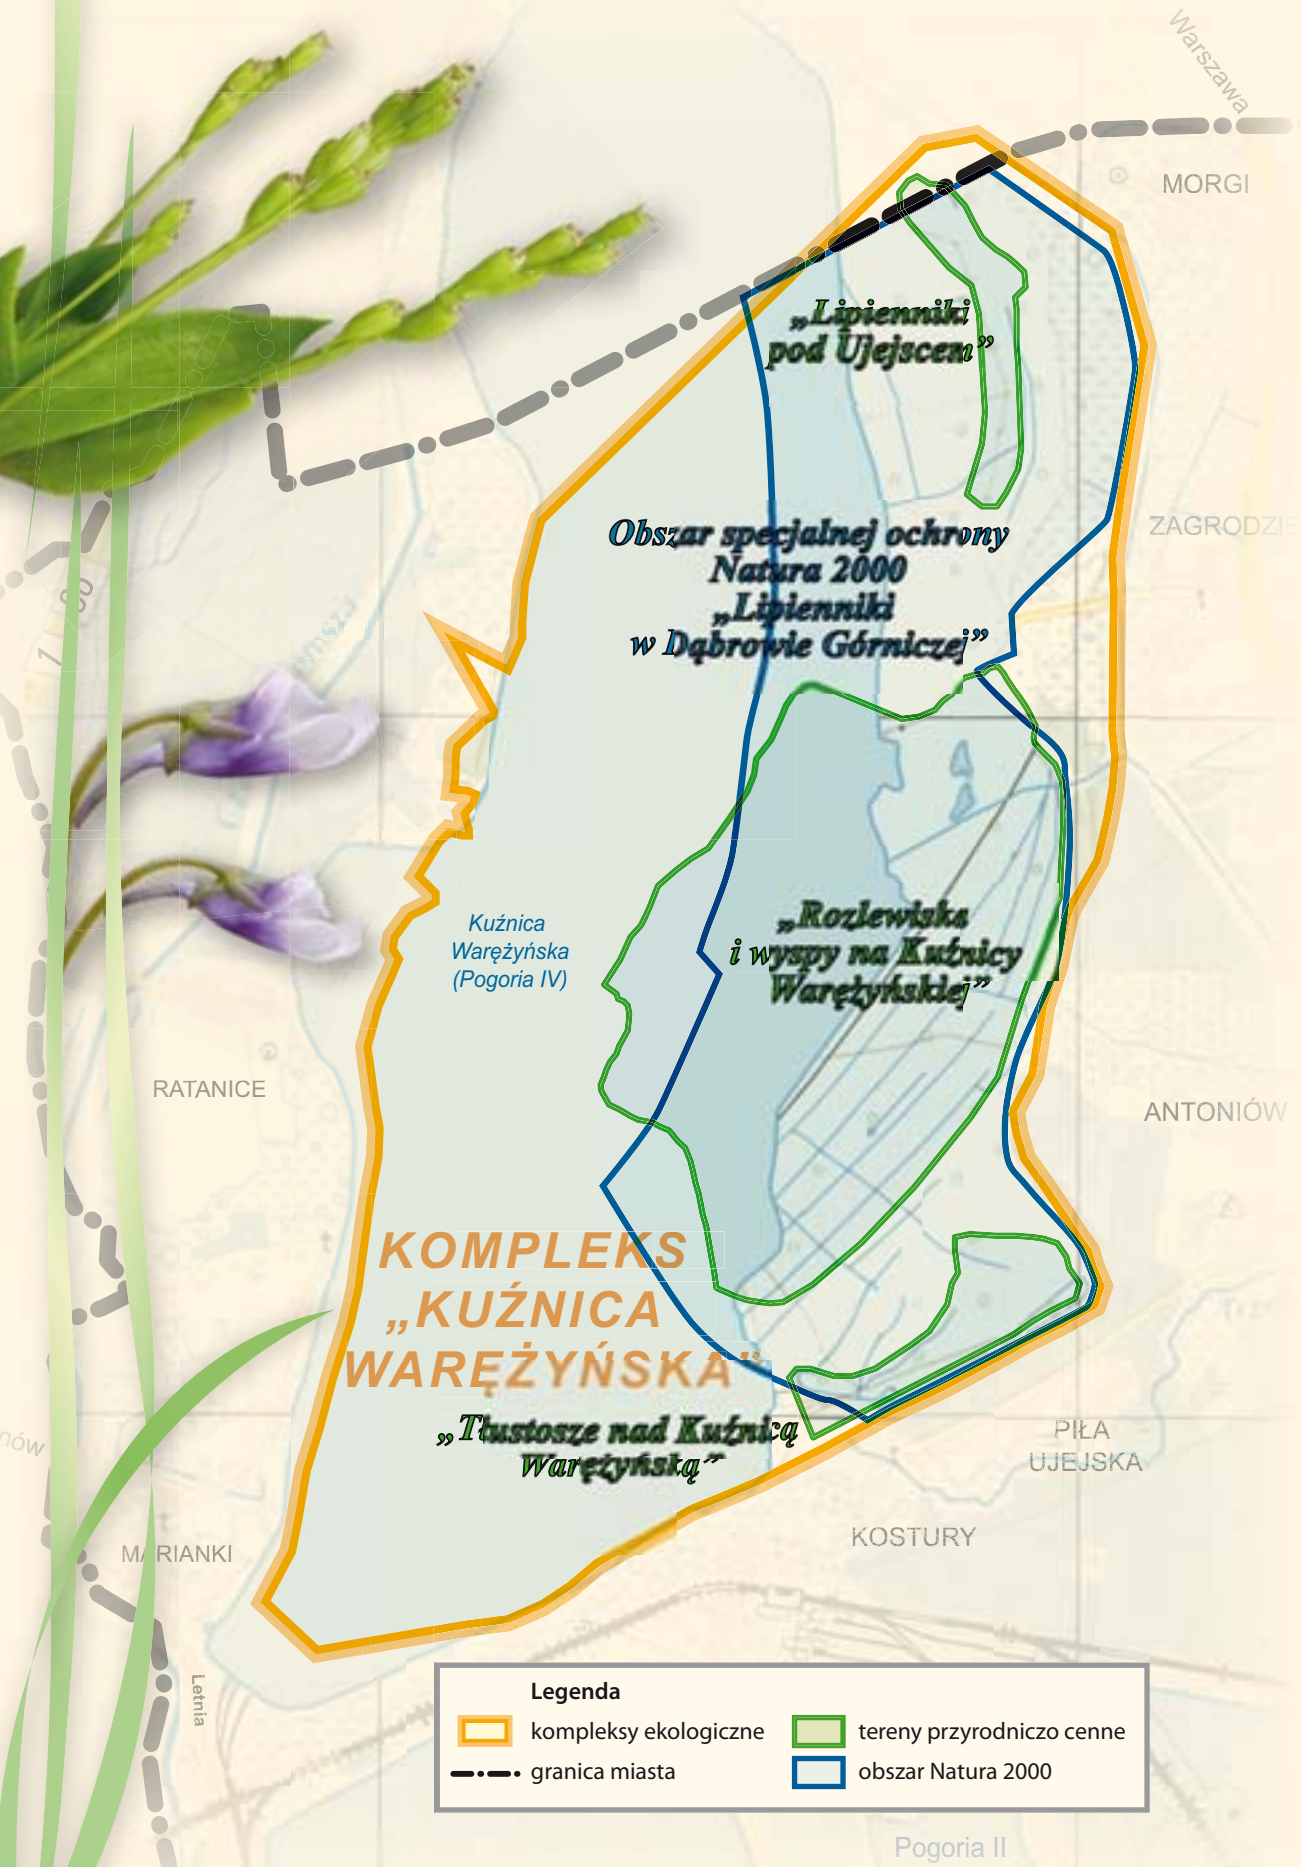 Warszawa
MORGI
„Lipienniki
pod Ujejscem”
ZAGRODZIE
Obszar specjalnej ochrony
Natura 2000
„Lipienniki
w Dąbrowie Górniczej”
„Rozlewiska
i wyspy na Kuźnicy
Warężyńskiej”
Kuźnica
Warężyńska
(Pogoria IV)
RATANICE
ANTONIÓW
KOMPLEKS
„KUŹNICA
WARĘŻYŃSKA”
„Tłustosze nad Kuźnicą
Warężyńską”
PIŁA
UJEJSKA
KOSTURY
MARIANKI
Letnia
Legenda
kompleksy ekologiczne
tereny przyrodniczo cenne
granica miasta
obszar Natura 2000
Pogoria II